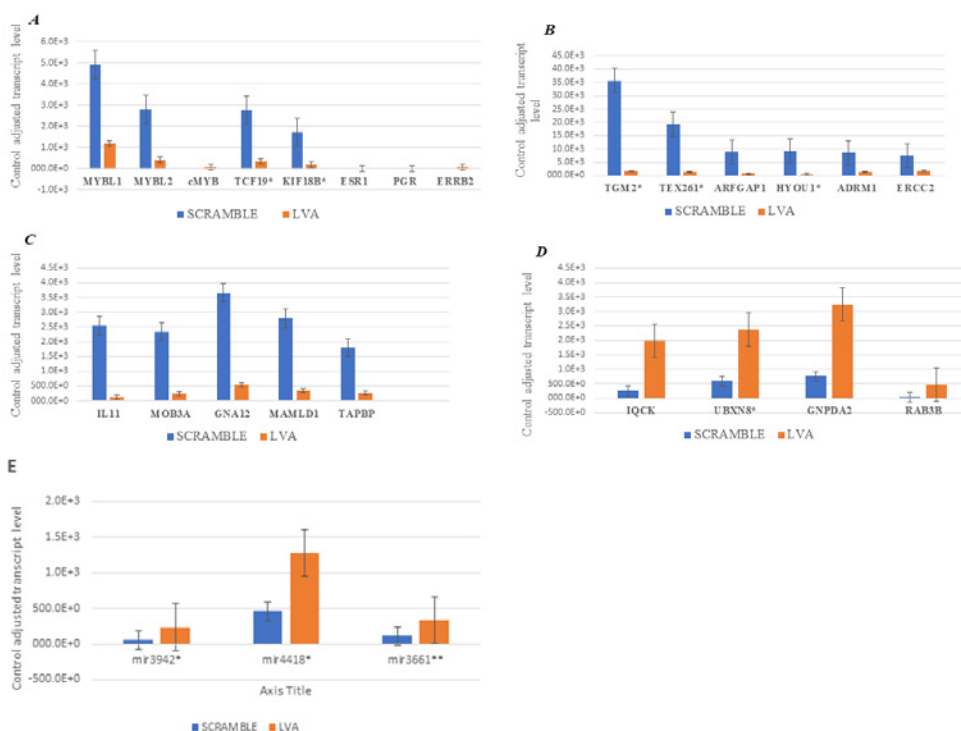 A
Control adjusted transcript level
6.0E+3
5.0E+3
4.0E+3
3.0E+3
2.0E+3
1.0E+3
000.0E+0
-1.0E+3
MYBL1 MYBL2 cMYB TCF19* KIF18B* ESR1 PGR ERRB2
SCRAMBLE LVA
B
Control adjusted transcript
level
45.0E+3
40.0E+3
35.0E+3
30.0E+3
25.0E+3
20.0E+3
15.0E+3
10.0E+3
5.0E+3
000.0E+0
TGM2* TEX261* ARFGAP1 HYOU1* ADRM1 ERCC2
SCRAMBLE LVA
C
Control adjusted transcript level
4.5E+3
4.0E+3
3.5E+3
3.0E+3
2.5E+3
2.0E+3
1.5E+3
1.0E+3
500.0E+0
000.0E+0
IL11 MOB3A GNA12 MAMLD1 TAPBP
SCRAMBLE LVA
D
Control adjusted transcript level
4.5E+3
4.0E+3
3.5E+3
3.0E+3
2.5E+3
2.0E+3
1.5E+3
1.0E+3
500.0E+0
000.0E+0
-500.0E+0
IQCK UBXN8* GNPDA2 RAB3B
SCRAMBLE LVA
E
Control adjusted transcript level
2.0E+3
1.5E+3
1.0E+3
500.0E+0
000.0E+0
-500.0E+0
mir3942* mir4418* mir3661**
Axis Title
SCRAMBLE LVA